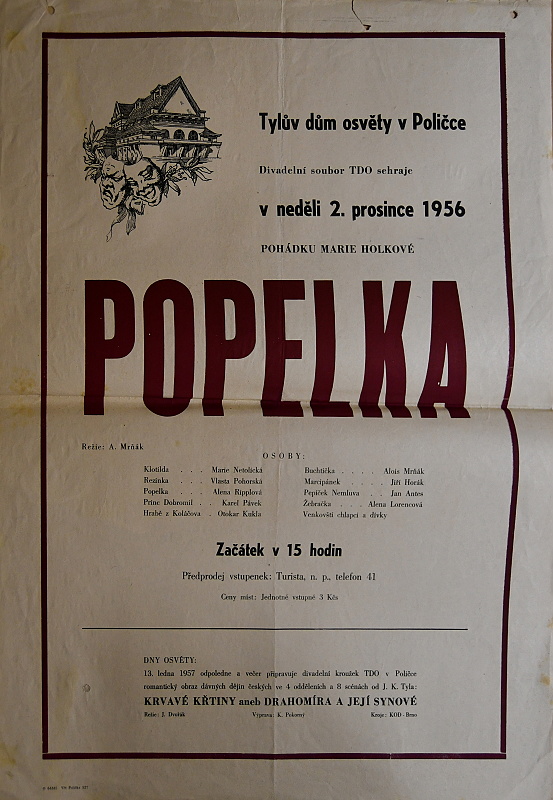 Tylův dům osvěty v Poličce
Divadelní soubor TDO sehraje
v neděli 2. prosince 1956
POHÁDKU MARIE HOLKOVÉ
POPELKA
Režie: A. Mrňák
OSOBY:
Klotilda . . . Marie Netolická
Rezinka . . Vlasta Pohorská
Popelka . . Alena Ripplová
Princ Dobromil . . Karel Pávek
Hrabě z Koláčova . Otokar Kukla
Buchtička . . . . Alois Mrňák
Marcipánek . . . . Jiří Horák
Pepíček Nemluva . . Jan Antes
Žebračka . . Alena Lorencová
Venkovští chlapci a dívky
Začátek v 15 hodin
Předprodej vstupenek: Turista, n. p., telefon 41
Ceny míst: Jednotné vstupné 3 Kčs
DNY OSVĚTY:
13. ledna 1957 odpoledne a večer připravuje divadelní kroužek TDO v Poličce
romantický obraz dávných dějin českých ve 4 odděleních a 8 scénách od J. K. Tyla:
KRVAVÉ KŘTINY aneb DRAHOMÍRA A JEJÍ SYNOVÉ
Režie: J. Dvořák Výprava: K. Pokorný Kroje: KOD - Brno